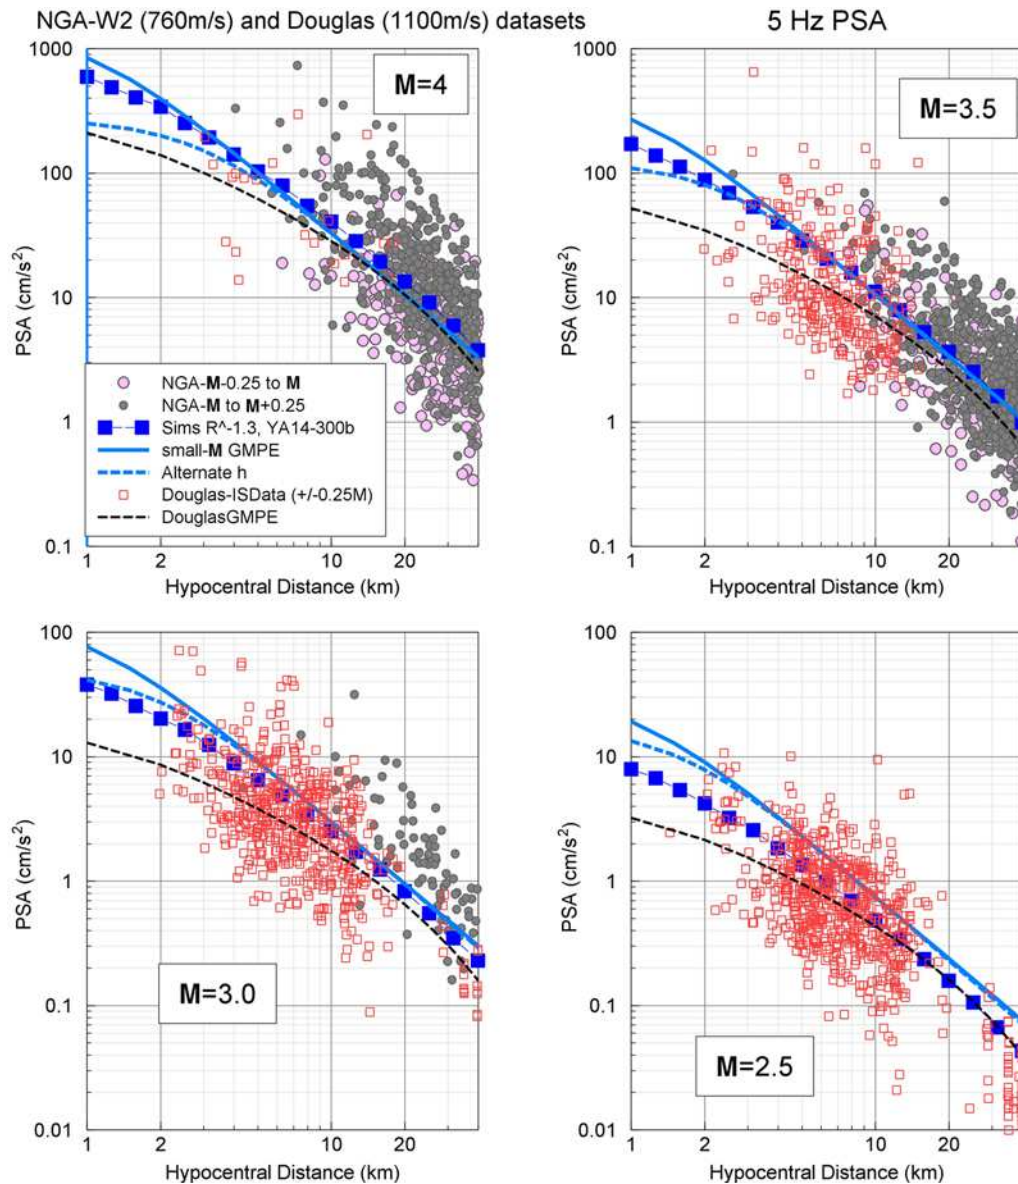 NGA-W2 (760m/s) and Douglas (1100m/s) datasets
5 Hz PSA
1000
100
10
1
0.1
PSA (cm/s²)
M=4
NGA-M-0.25 to M
NGA-M to M+0.25
Sims R^-1.3, YA14-300b
small-M GMPE
Alternate h
Douglas-ISData (+/-0.25M)
DouglasGMPE
1 2 10 20
Hypocentral Distance (km)
1000
100
10
1
0.1
PSA (cm/s²)
M=3.5
1 2 10 20
Hypocentral Distance (km)
100
10
1
0.1
0.01
PSA (cm/s²)
M=3.0
1 2 10 20
Hypocentral Distance (km)
100
10
1
0.1
0.01
PSA (cm/s²)
M=2.5
1 2 10 20
Hypocentral Distance (km)